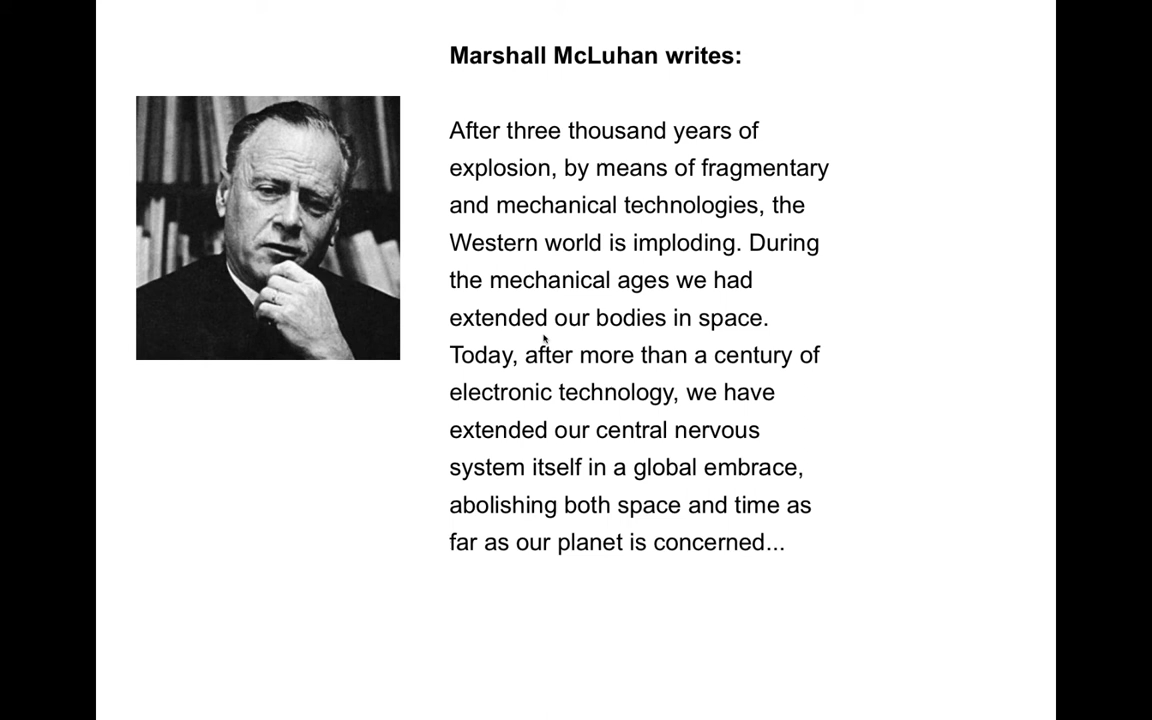 Marshall McLuhan writes:
After three thousand years of
explosion, by means of fragmentary
and mechanical technologies, the
Western world is imploding. During
the mechanical ages we had
extended our bodies in space.
Today, after more than a century of
electronic technology, we have
extended our central nervous
system itself in a global embrace,
abolishing both space and time as
far as our planet is concerned...